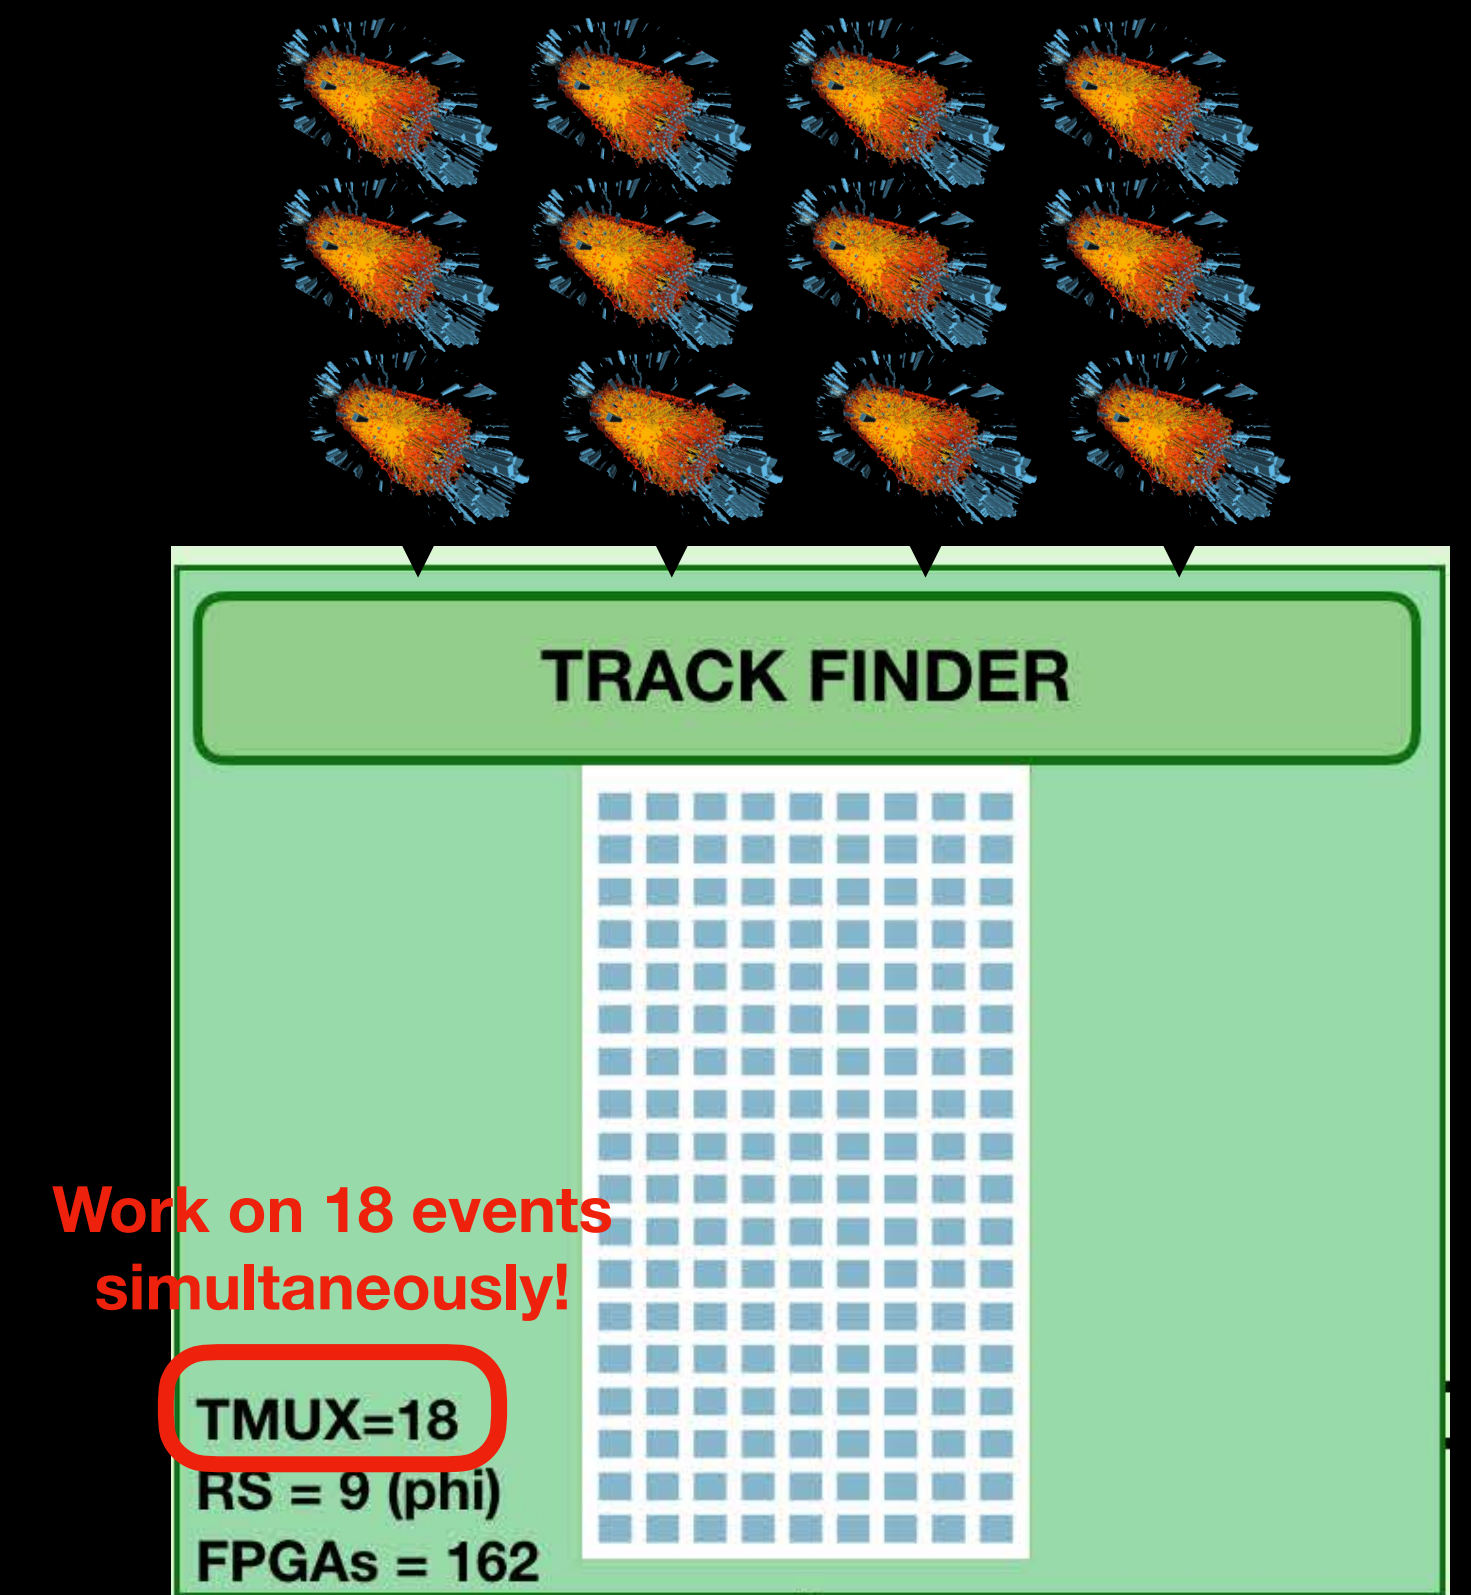 TRACK FINDER
Work on 18 events
simultaneously!
TMUX=18
RS = 9 (phi)
FPGAs = 162